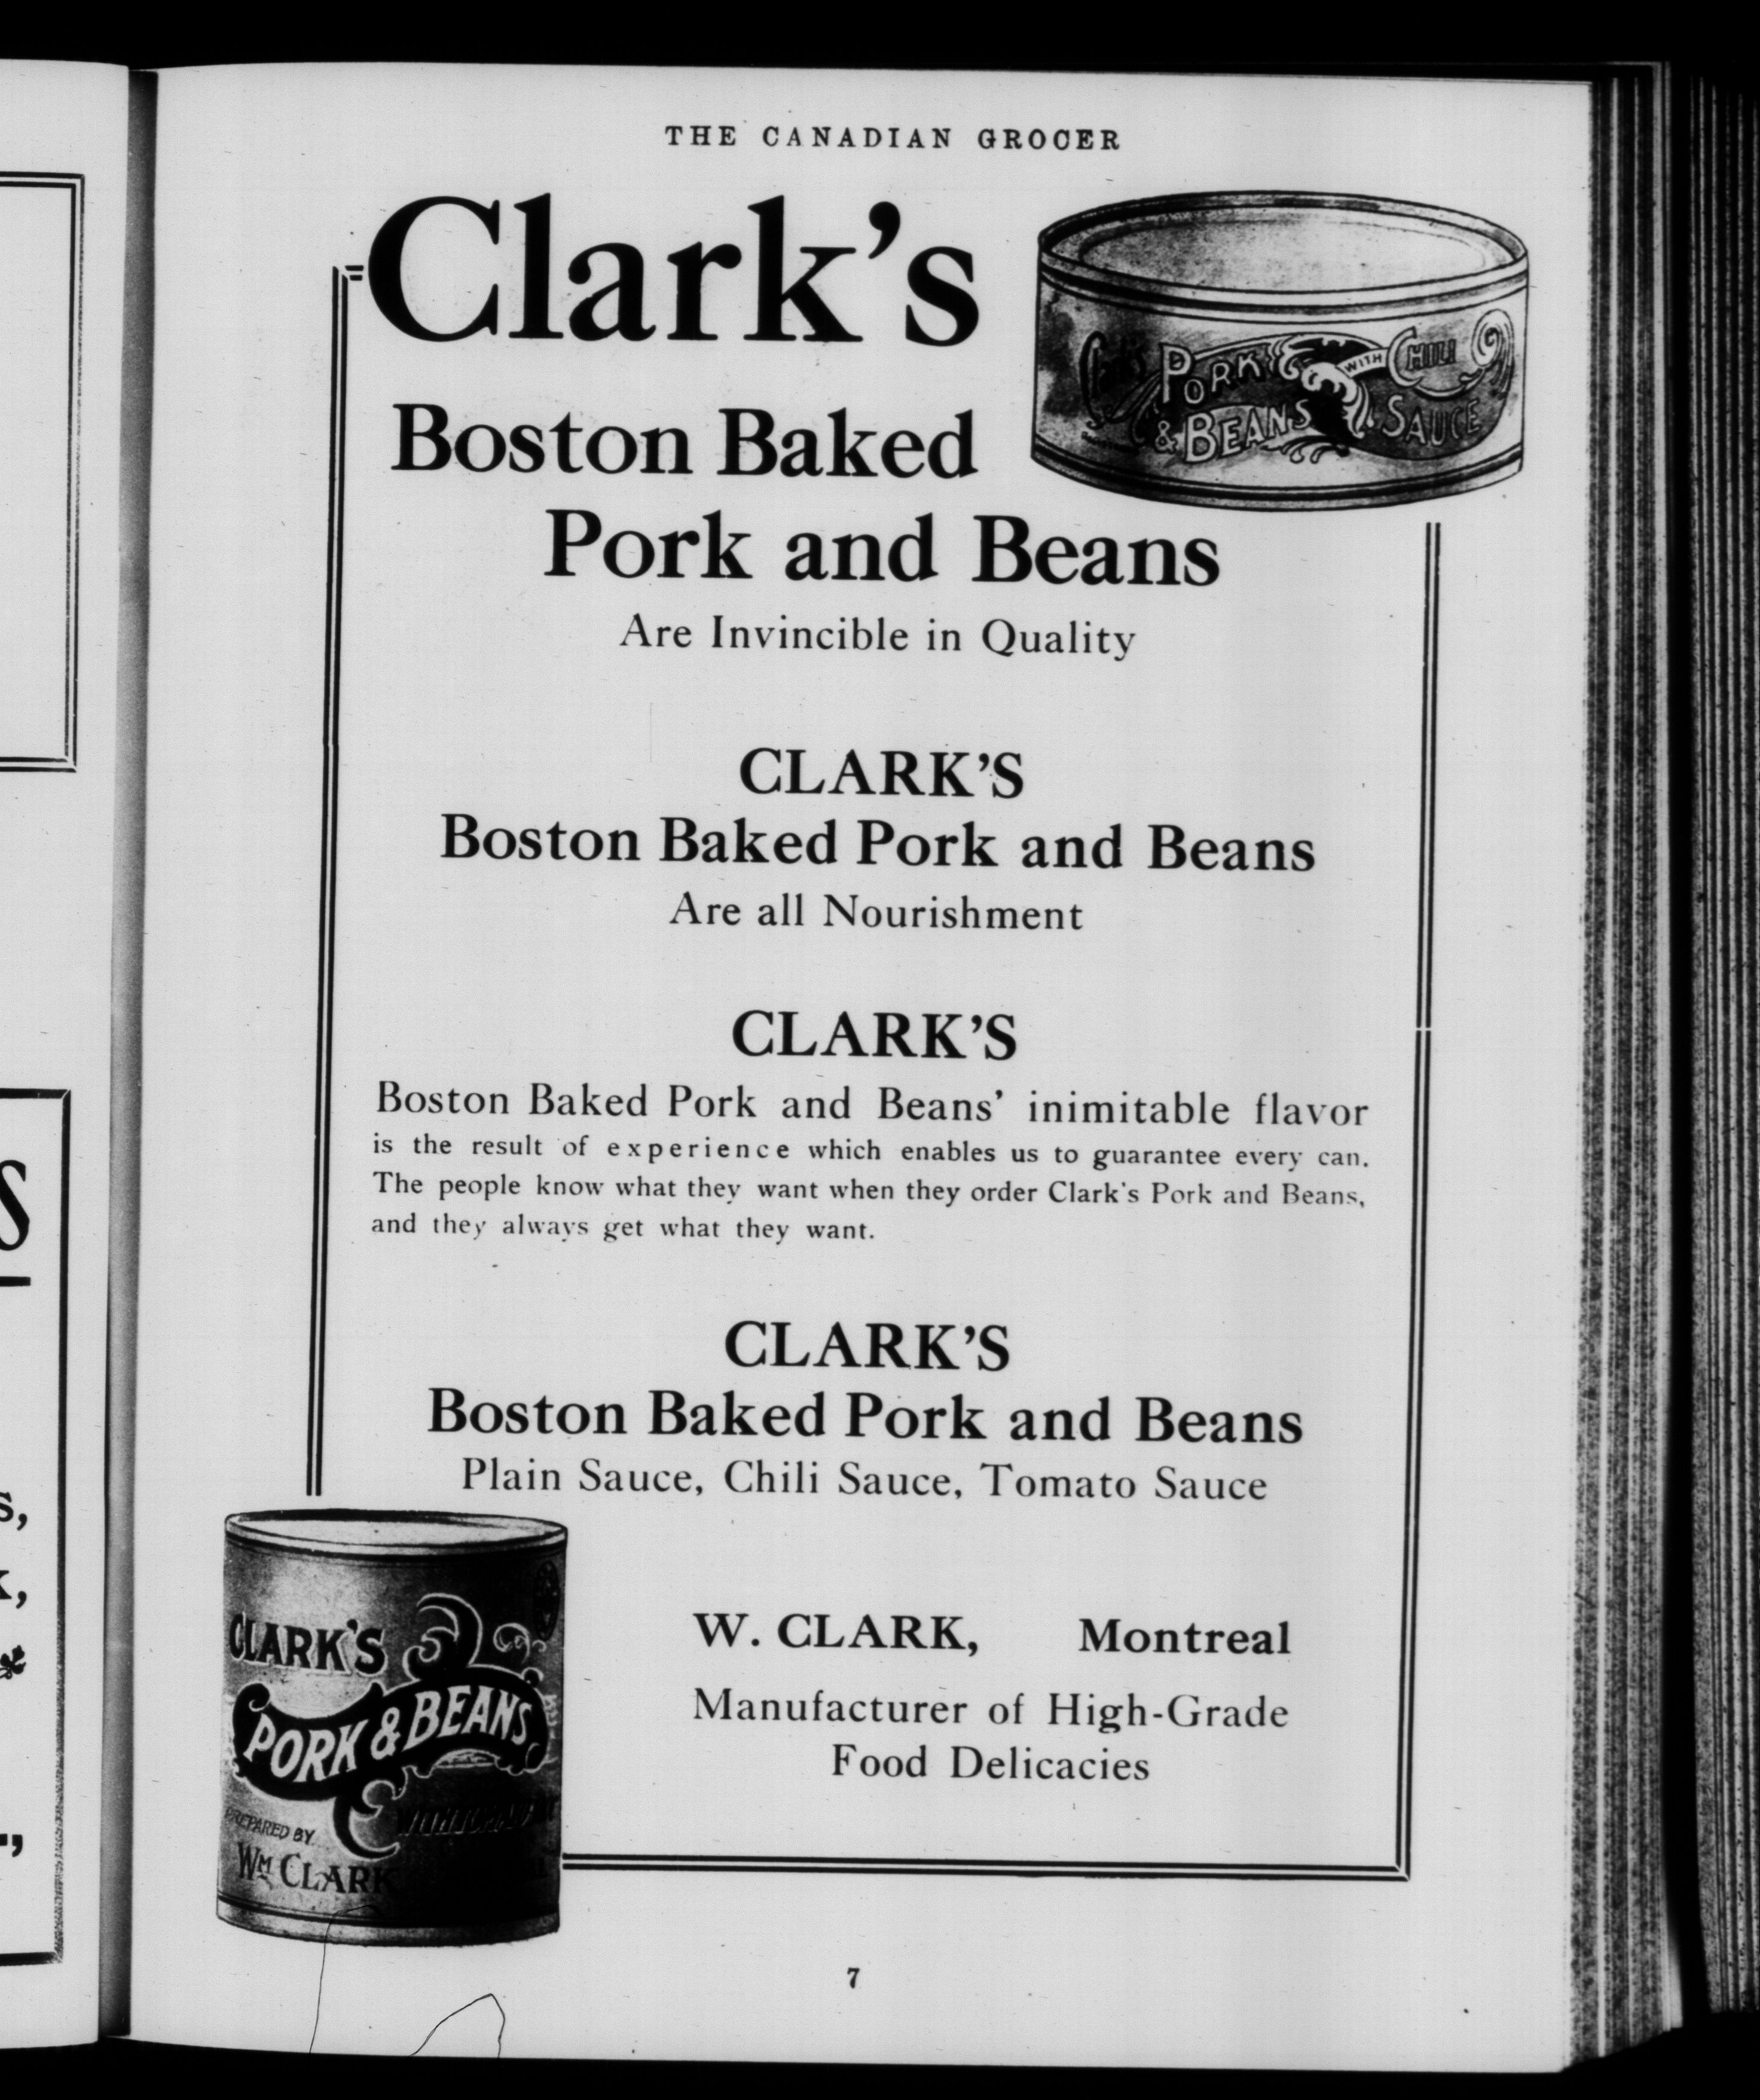 THE CANADIAN GROCER
Clark's
Boston Baked
Pork and Beans
Are Invincible in Quality
Clark's PORK WITH CHILI
& BEANS SAUCE
CLARK'S
Boston Baked Pork and Beans
Are all Nourishment
CLARK'S
Boston Baked Pork and Beans' inimitable flavor
is the result of experience which enables us to guarantee every can.
The people know what they want when they order Clark's Pork and Beans,
and they always get what they want.
CLARK'S
Boston Baked Pork and Beans
Plain Sauce, Chili Sauce, Tomato Sauce
CLARK'S
PORK & BEANS
PREPARED BY
WM CLARK
W. CLARK, Montreal
Manufacturer of High-Grade
Food Delicacies
7
S
s,
k,